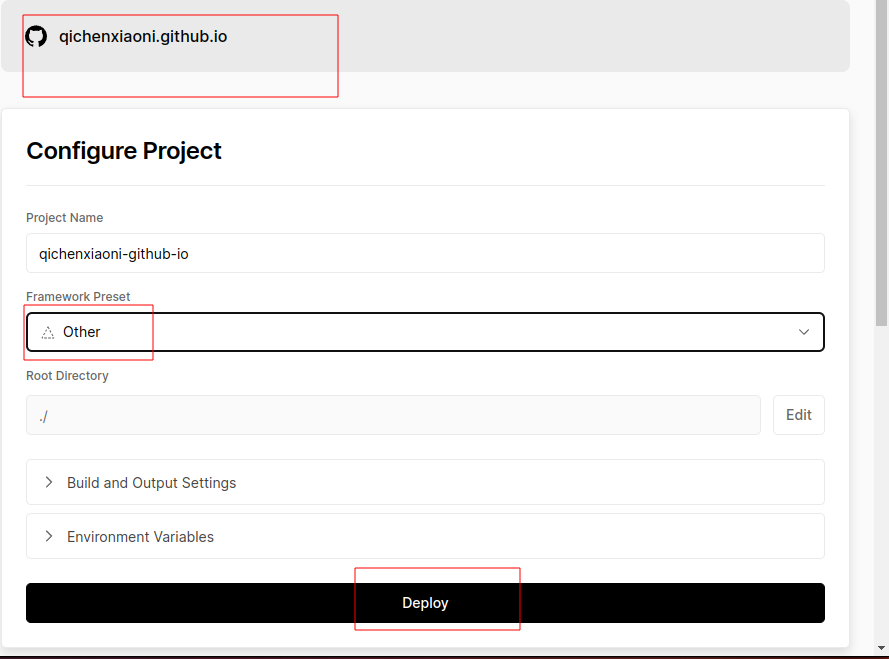 qichenxiaoni.github.io
Configure Project
Project Name
qichenxiaoni-github-io
Framework Preset
Other
Root Directory
./
Edit
Build and Output Settings
Environment Variables
Deploy